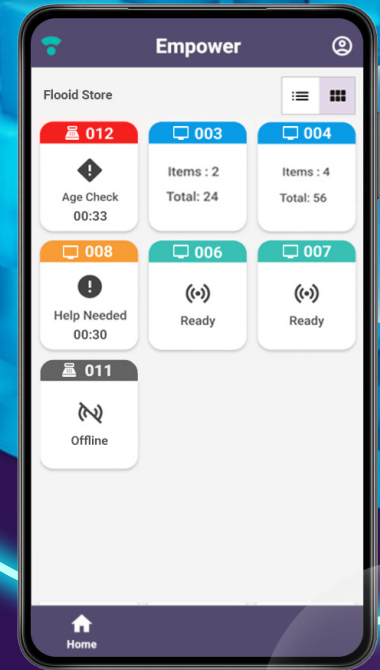 Empower
Flooid Store
012
003
004
Age Check
00:33
Items : 2
Total: 24
Items : 4
Total: 56
008
006
007
Help Needed
00:30
Ready
Ready
011
Offline
Home